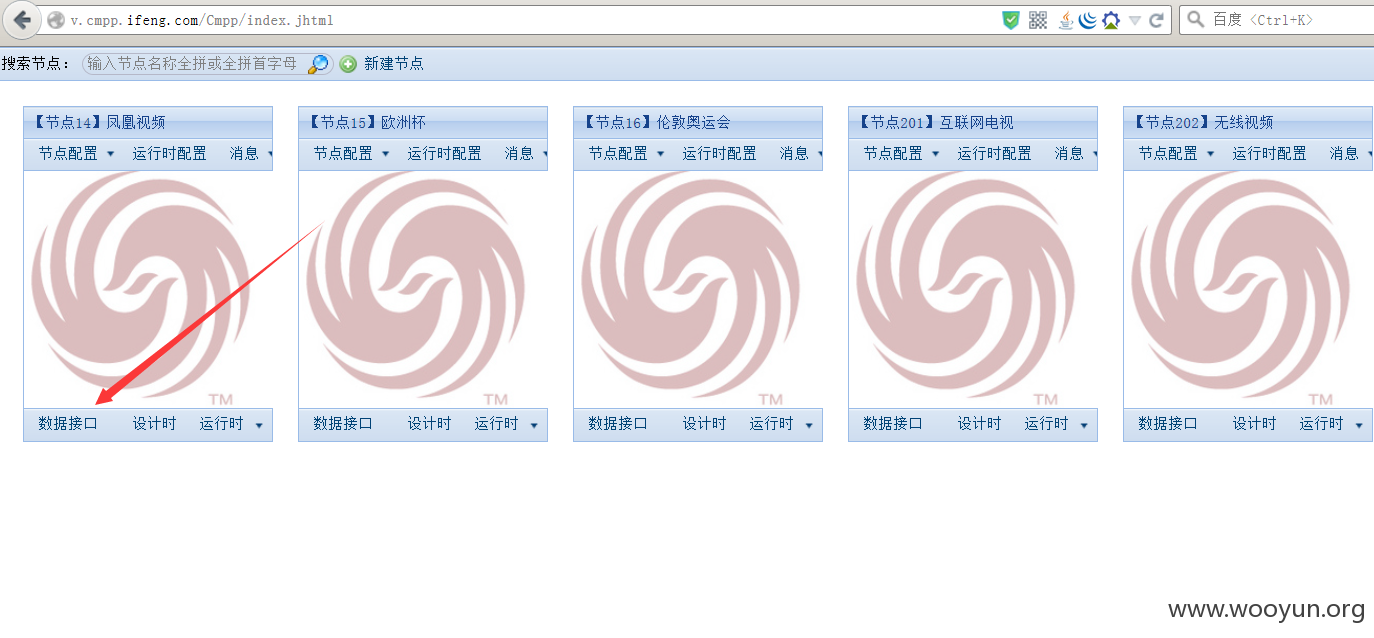 v.cmpp.ifeng.com/Cmpp/index.jhtml 百度 <Ctrl+K>
搜索节点： 输入节点名称全拼或全拼首字母 新建节点
【节点14】凤凰视频 【节点15】欧洲杯 【节点16】伦敦奥运会 【节点201】互联网电视 【节点202】无线视频
节点配置 运行时配置 消息 节点配置 运行时配置 消息 节点配置 运行时配置 消息 节点配置 运行时配置 消息 节点配置 运行时配置 消息
TM TM TM TM TM
数据接口 设计时 运行时 数据接口 设计时 运行时 数据接口 设计时 运行时 数据接口 设计时 运行时 数据接口 设计时 运行时
www.wooyun.org